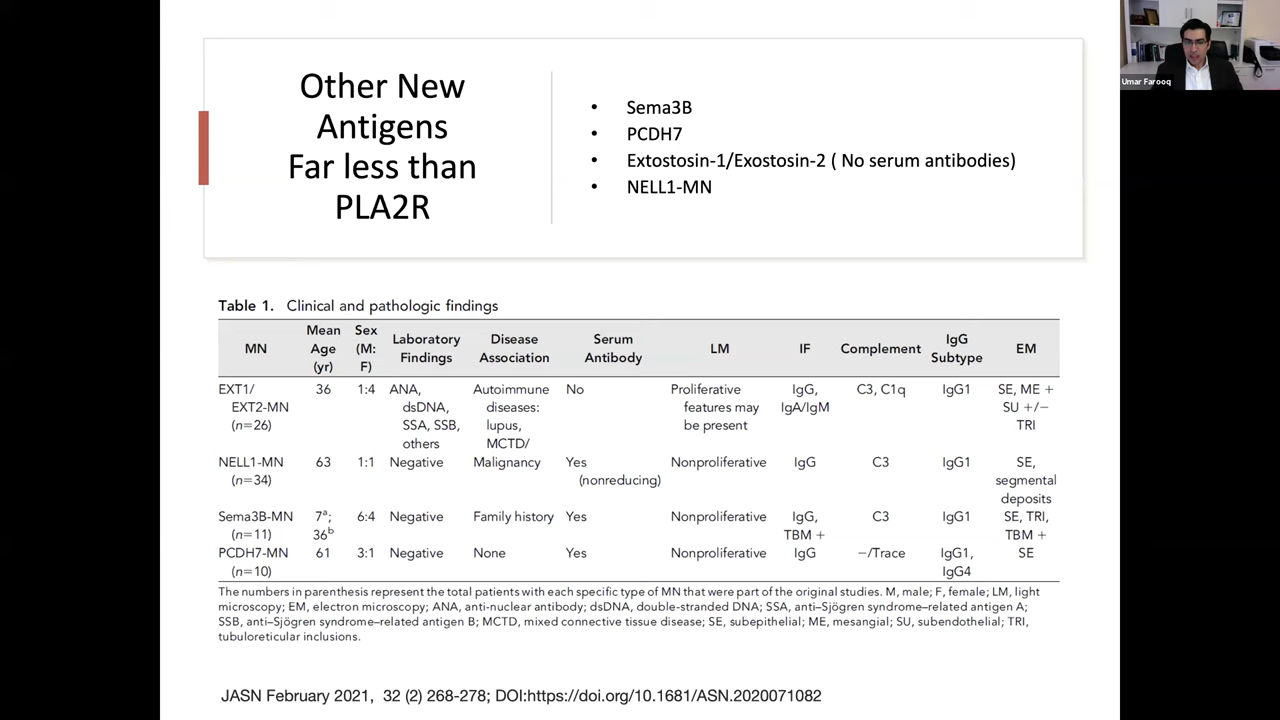 Other New
Antigens
Far less than
PLA2R
• Sema3B
• PCDH7
• Extostosin-1/Exostosin-2 ( No serum antibodies)
• NELL1-MN
Umar Farooq
Table 1. Clinical and pathologic findings
MN Mean Age (yr) Sex (M: F) Laboratory Findings Disease Association Serum Antibody LM IF Complement IgG Subtype EM
EXT1/ 36 1:4 ANA, Autoimmune No Proliferative IgG, C3, C1q IgG1 SE, ME +
EXT2-MN dsDNA, diseases: features may IgA/IgM SU +/−
(n=26) SSA, SSB, lupus, be present TRI
others MCTD/
NELL1-MN 63 1:1 Negative Malignancy Yes Nonproliferative IgG C3 IgG1 SE,
(n=34) (nonreducing) segmental
deposits
Sema3B-MN 7a; 6:4 Negative Family history Yes Nonproliferative IgG, C3 IgG1 SE, TRI,
(n=11) 36b TBM + TBM +
PCDH7-MN 61 3:1 Negative None Yes Nonproliferative IgG −/Trace IgG1, SE
(n=10) IgG4
The numbers in parenthesis represent the total patients with each specific type of MN that were part of the original studies. M, male; F, female; LM, light
microscopy; EM, electron microscopy; ANA, anti-nuclear antibody; dsDNA, double-stranded DNA; SSA, anti–Sjögren syndrome–related antigen A;
SSB, anti–Sjögren syndrome–related antigen B; MCTD, mixed connective tissue disease; SE, subepithelial; ME, mesangial; SU, subendothelial; TRI,
tubuloreticular inclusions.
JASN February 2021, 32 (2) 268-278; DOI:https://doi.org/10.1681/ASN.2020071082